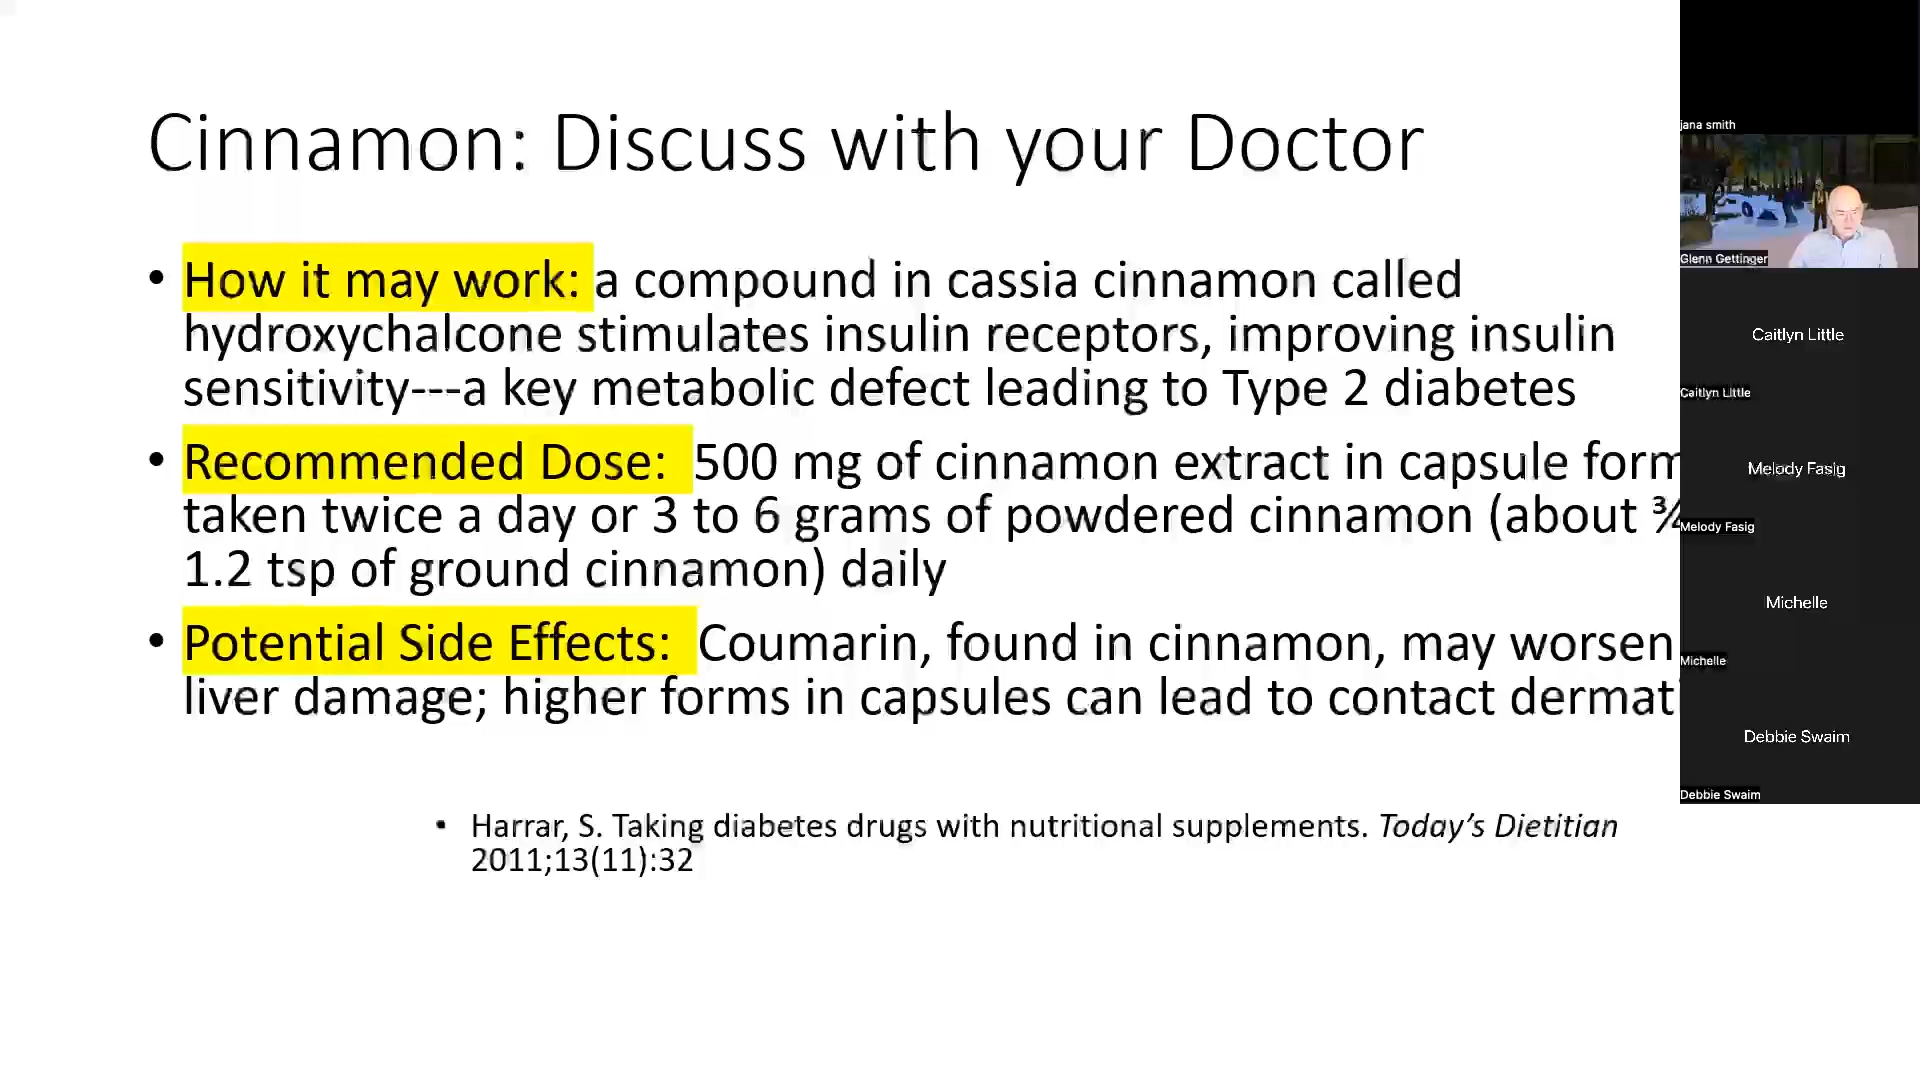 Cinnamon: Discuss with your Doctor
• How it may work: a compound in cassia cinnamon called
hydroxychalcone stimulates insulin receptors, improving insulin
sensitivity---a key metabolic defect leading to Type 2 diabetes
• Recommended Dose: 500 mg of cinnamon extract in capsule form
taken twice a day or 3 to 6 grams of powdered cinnamon (about ¾
1.2 tsp of ground cinnamon) daily
• Potential Side Effects: Coumarin, found in cinnamon, may worsen
liver damage; higher forms in capsules can lead to contact dermat
• Harrar, S. Taking diabetes drugs with nutritional supplements. Today’s Dietitian
2011;13(11):32
jana smith
Glenn Gettinger
Caitlyn Little
Caitlyn Little
Melody Fasig
Melody Fasig
Michelle
Michelle
Debbie Swaim
Debbie Swaim